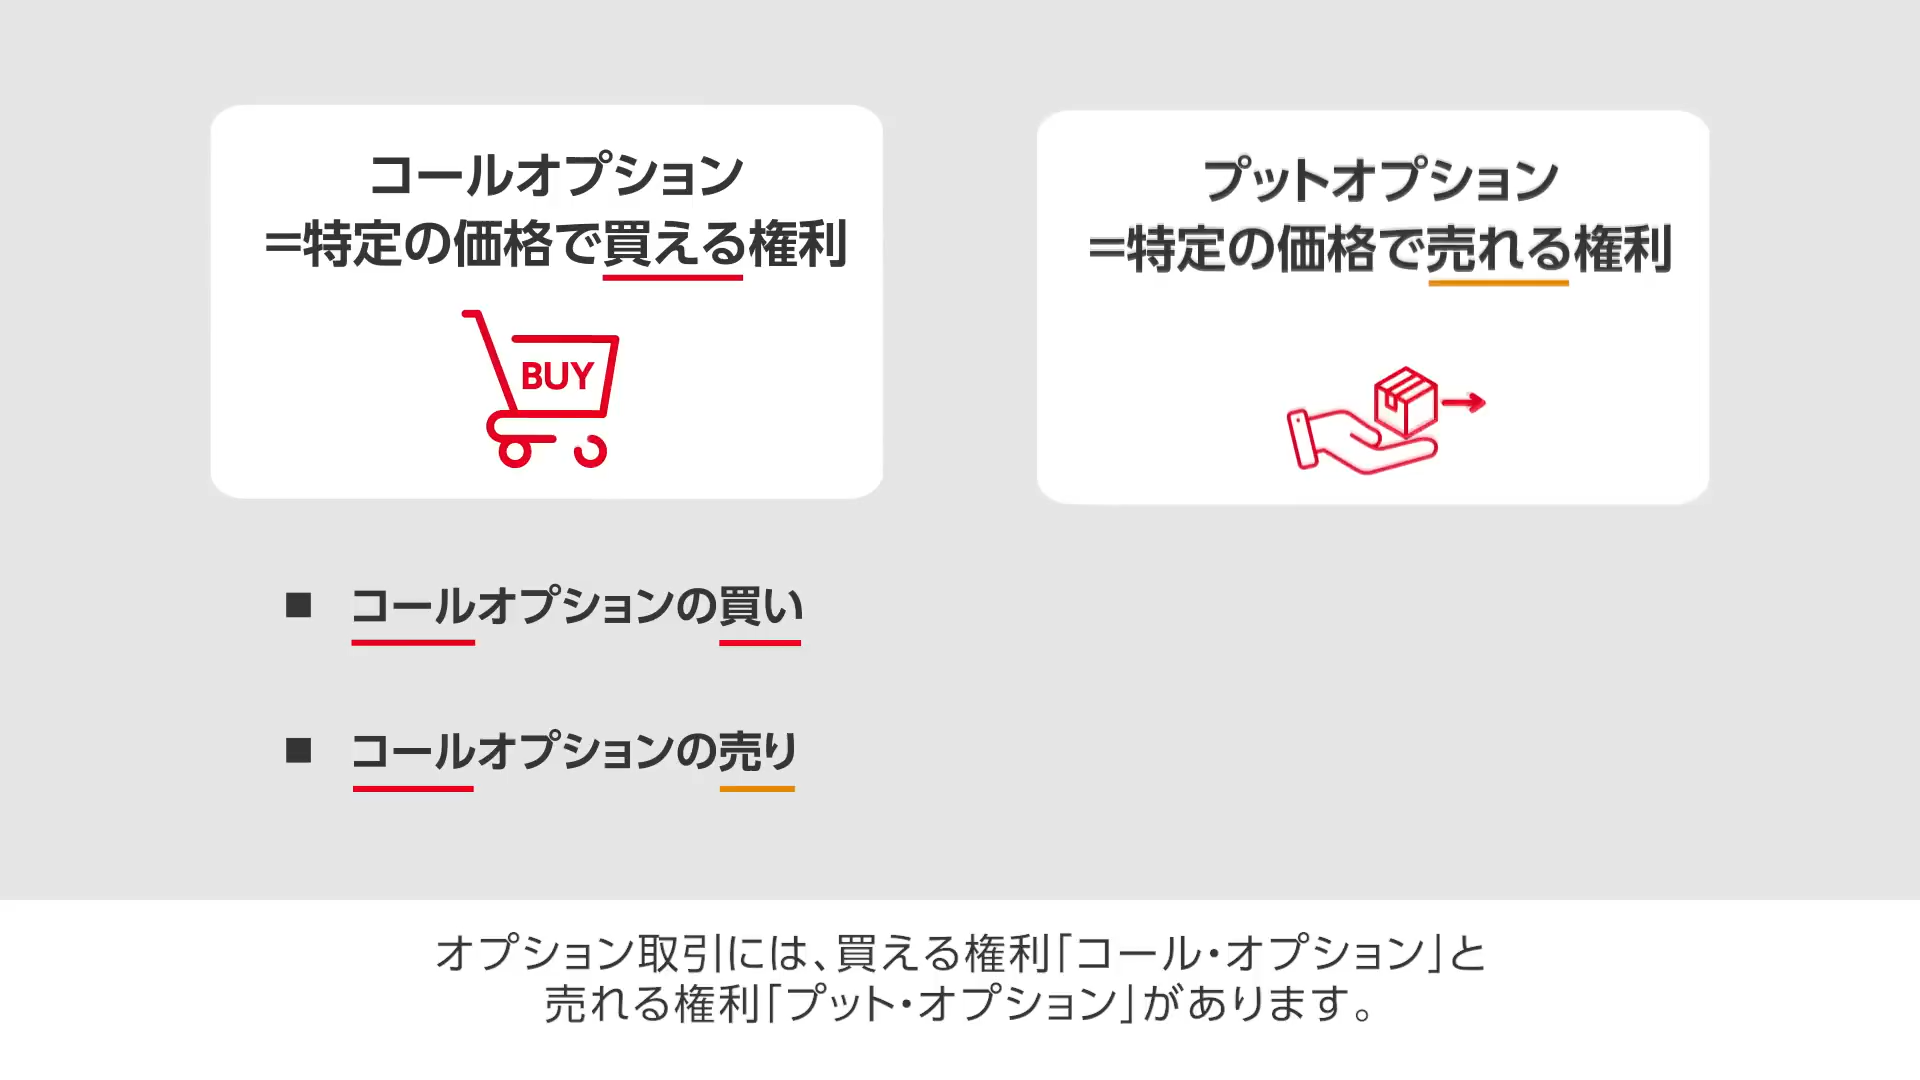 コールオプション
=特定の価格で買える権利
BUY
プットオプション
=特定の価格で売れる権利
■ コールオプションの買い
■ コールオプションの売り
オプション取引には、買える権利「コール・オプション」と
売れる権利「プット・オプション」があります。